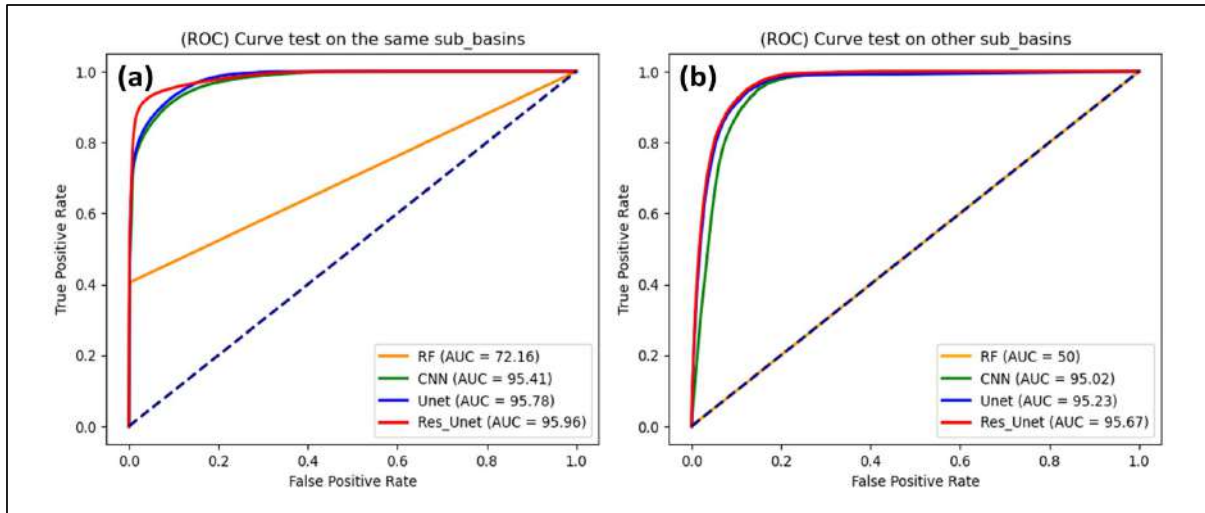 (ROC) Curve test on the same sub_basins
(a)
1.0
0.8
0.6
0.4
0.2
0.0
True Positive Rate
RF (AUC = 72.16)
CNN (AUC = 95.41)
Unet (AUC = 95.78)
Res_Unet (AUC = 95.96)
0.0 0.2 0.4 0.6 0.8 1.0
False Positive Rate
(ROC) Curve test on other sub_basins
(b)
1.0
0.8
0.6
0.4
0.2
0.0
True Positive Rate
RF (AUC = 50)
CNN (AUC = 95.02)
Unet (AUC = 95.23)
Res_Unet (AUC = 95.67)
0.0 0.2 0.4 0.6 0.8 1.0
False Positive Rate